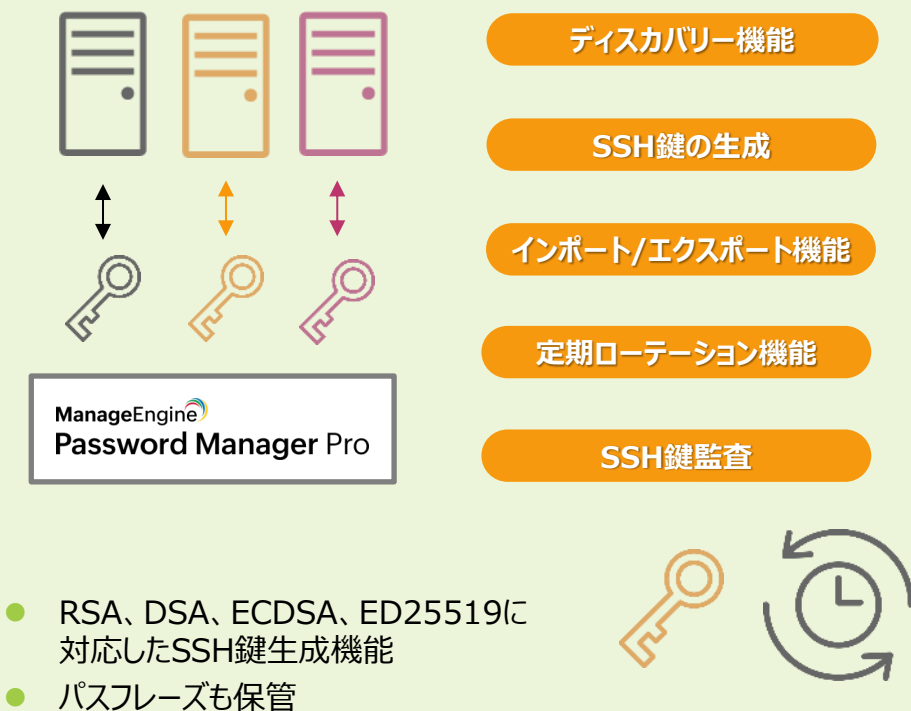 ディスカバリー機能
SSH鍵の生成
インポート/エクスポート機能
定期ローテーション機能
SSH鍵監査
ManageEngine
Password Manager Pro
RSA、DSA、ECDSA、ED25519に
対応したSSH鍵生成機能
パスフレーズも保管